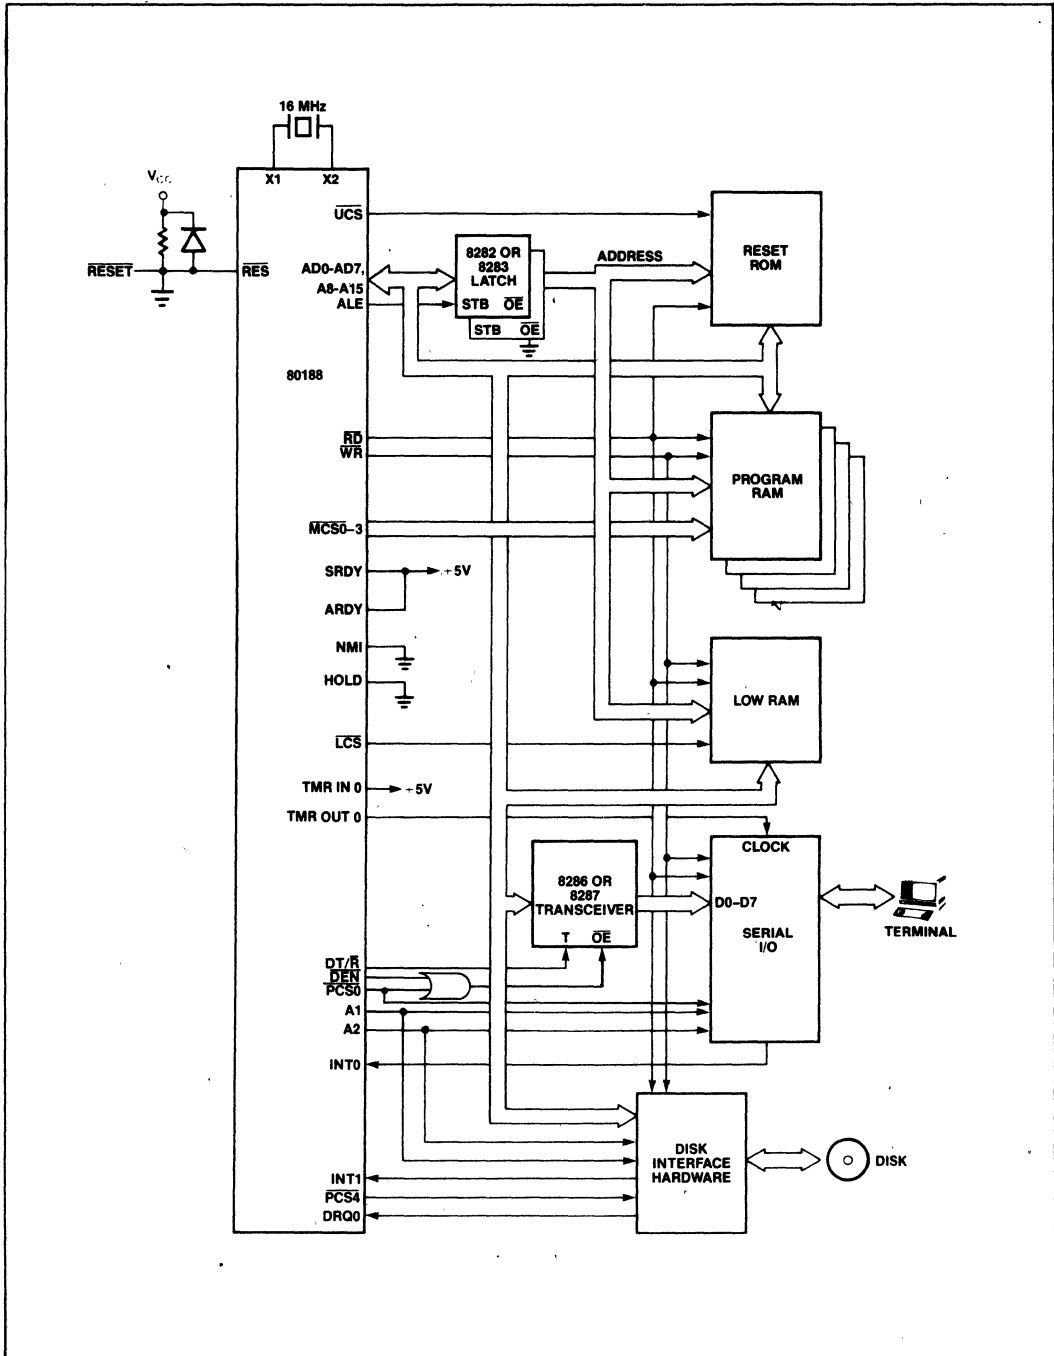 16 MHz
X1 X2
VCC
RESET
RES
UCS
AD0-AD7,
A8-A15
ALE
8282 OR
8283
LATCH
STB OE
STB OE
ADDRESS
RESET
ROM
80188
RD
WR
PROGRAM
RAM
MCS0-3
SRDY
+5V
ARDY
NMI
HOLD
LOW RAM
LCS
TMR IN 0
+5V
TMR OUT 0
CLOCK
8286 OR
8287
TRANSCEIVER
T OE
D0-D7
SERIAL
I/O
TERMINAL
DT/R
DEN
PCS0
A1
A2
INT0
DISK
INTERFACE
HARDWARE
DISK
INT1
PCS4
DRQ0